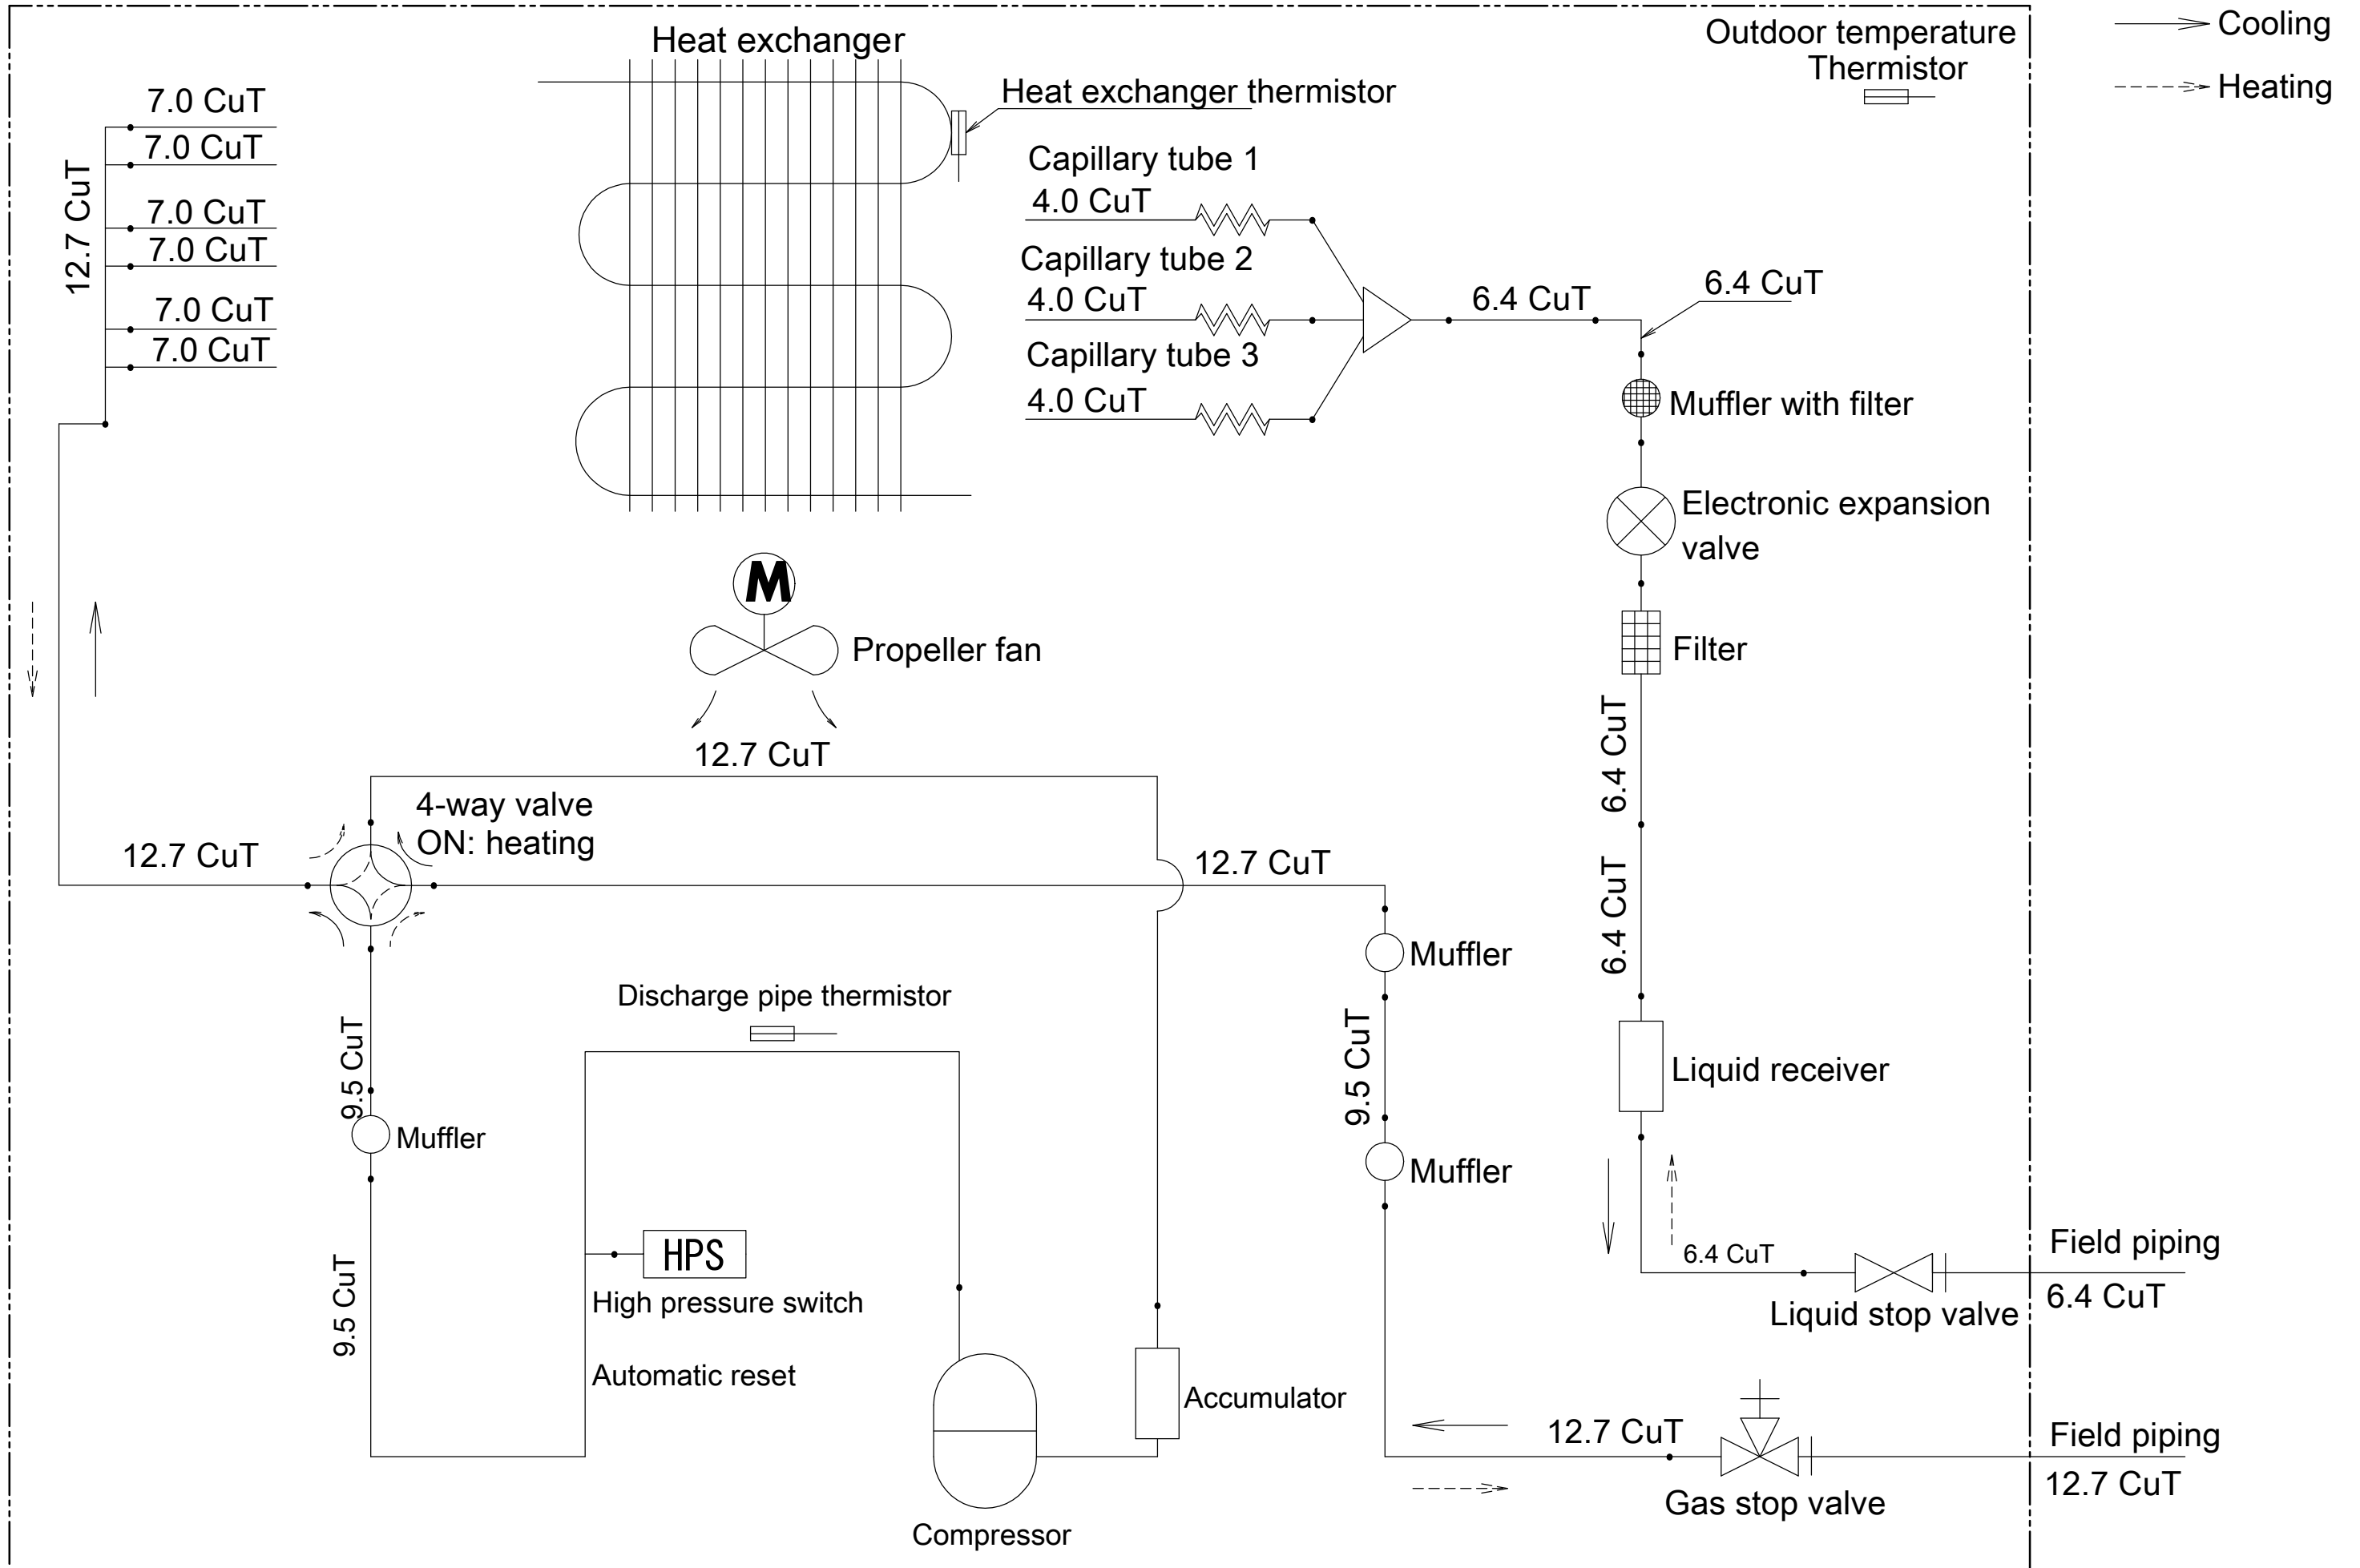 Heat exchanger
Outdoor temperature
Thermistor
Cooling
Heating
Heat exchanger thermistor
7.0 CuT
7.0 CuT
7.0 CuT
7.0 CuT
7.0 CuT
7.0 CuT
12.7 CuT
Capillary tube 1
4.0 CuT
Capillary tube 2
4.0 CuT
Capillary tube 3
4.0 CuT
6.4 CuT
6.4 CuT
Muffler with filter
Electronic expansion
valve
Filter
M
Propeller fan
6.4 CuT
12.7 CuT
4-way valve
ON: heating
12.7 CuT
12.7 CuT
6.4 CuT
Muffler
Discharge pipe thermistor
9.5 CuT
Muffler
9.5 CuT
Muffler
Liquid receiver
9.5 CuT
HPS
High pressure switch
Automatic reset
6.4 CuT
Field piping
6.4 CuT
Liquid stop valve
Accumulator
12.7 CuT
Field piping
12.7 CuT
Gas stop valve
Compressor